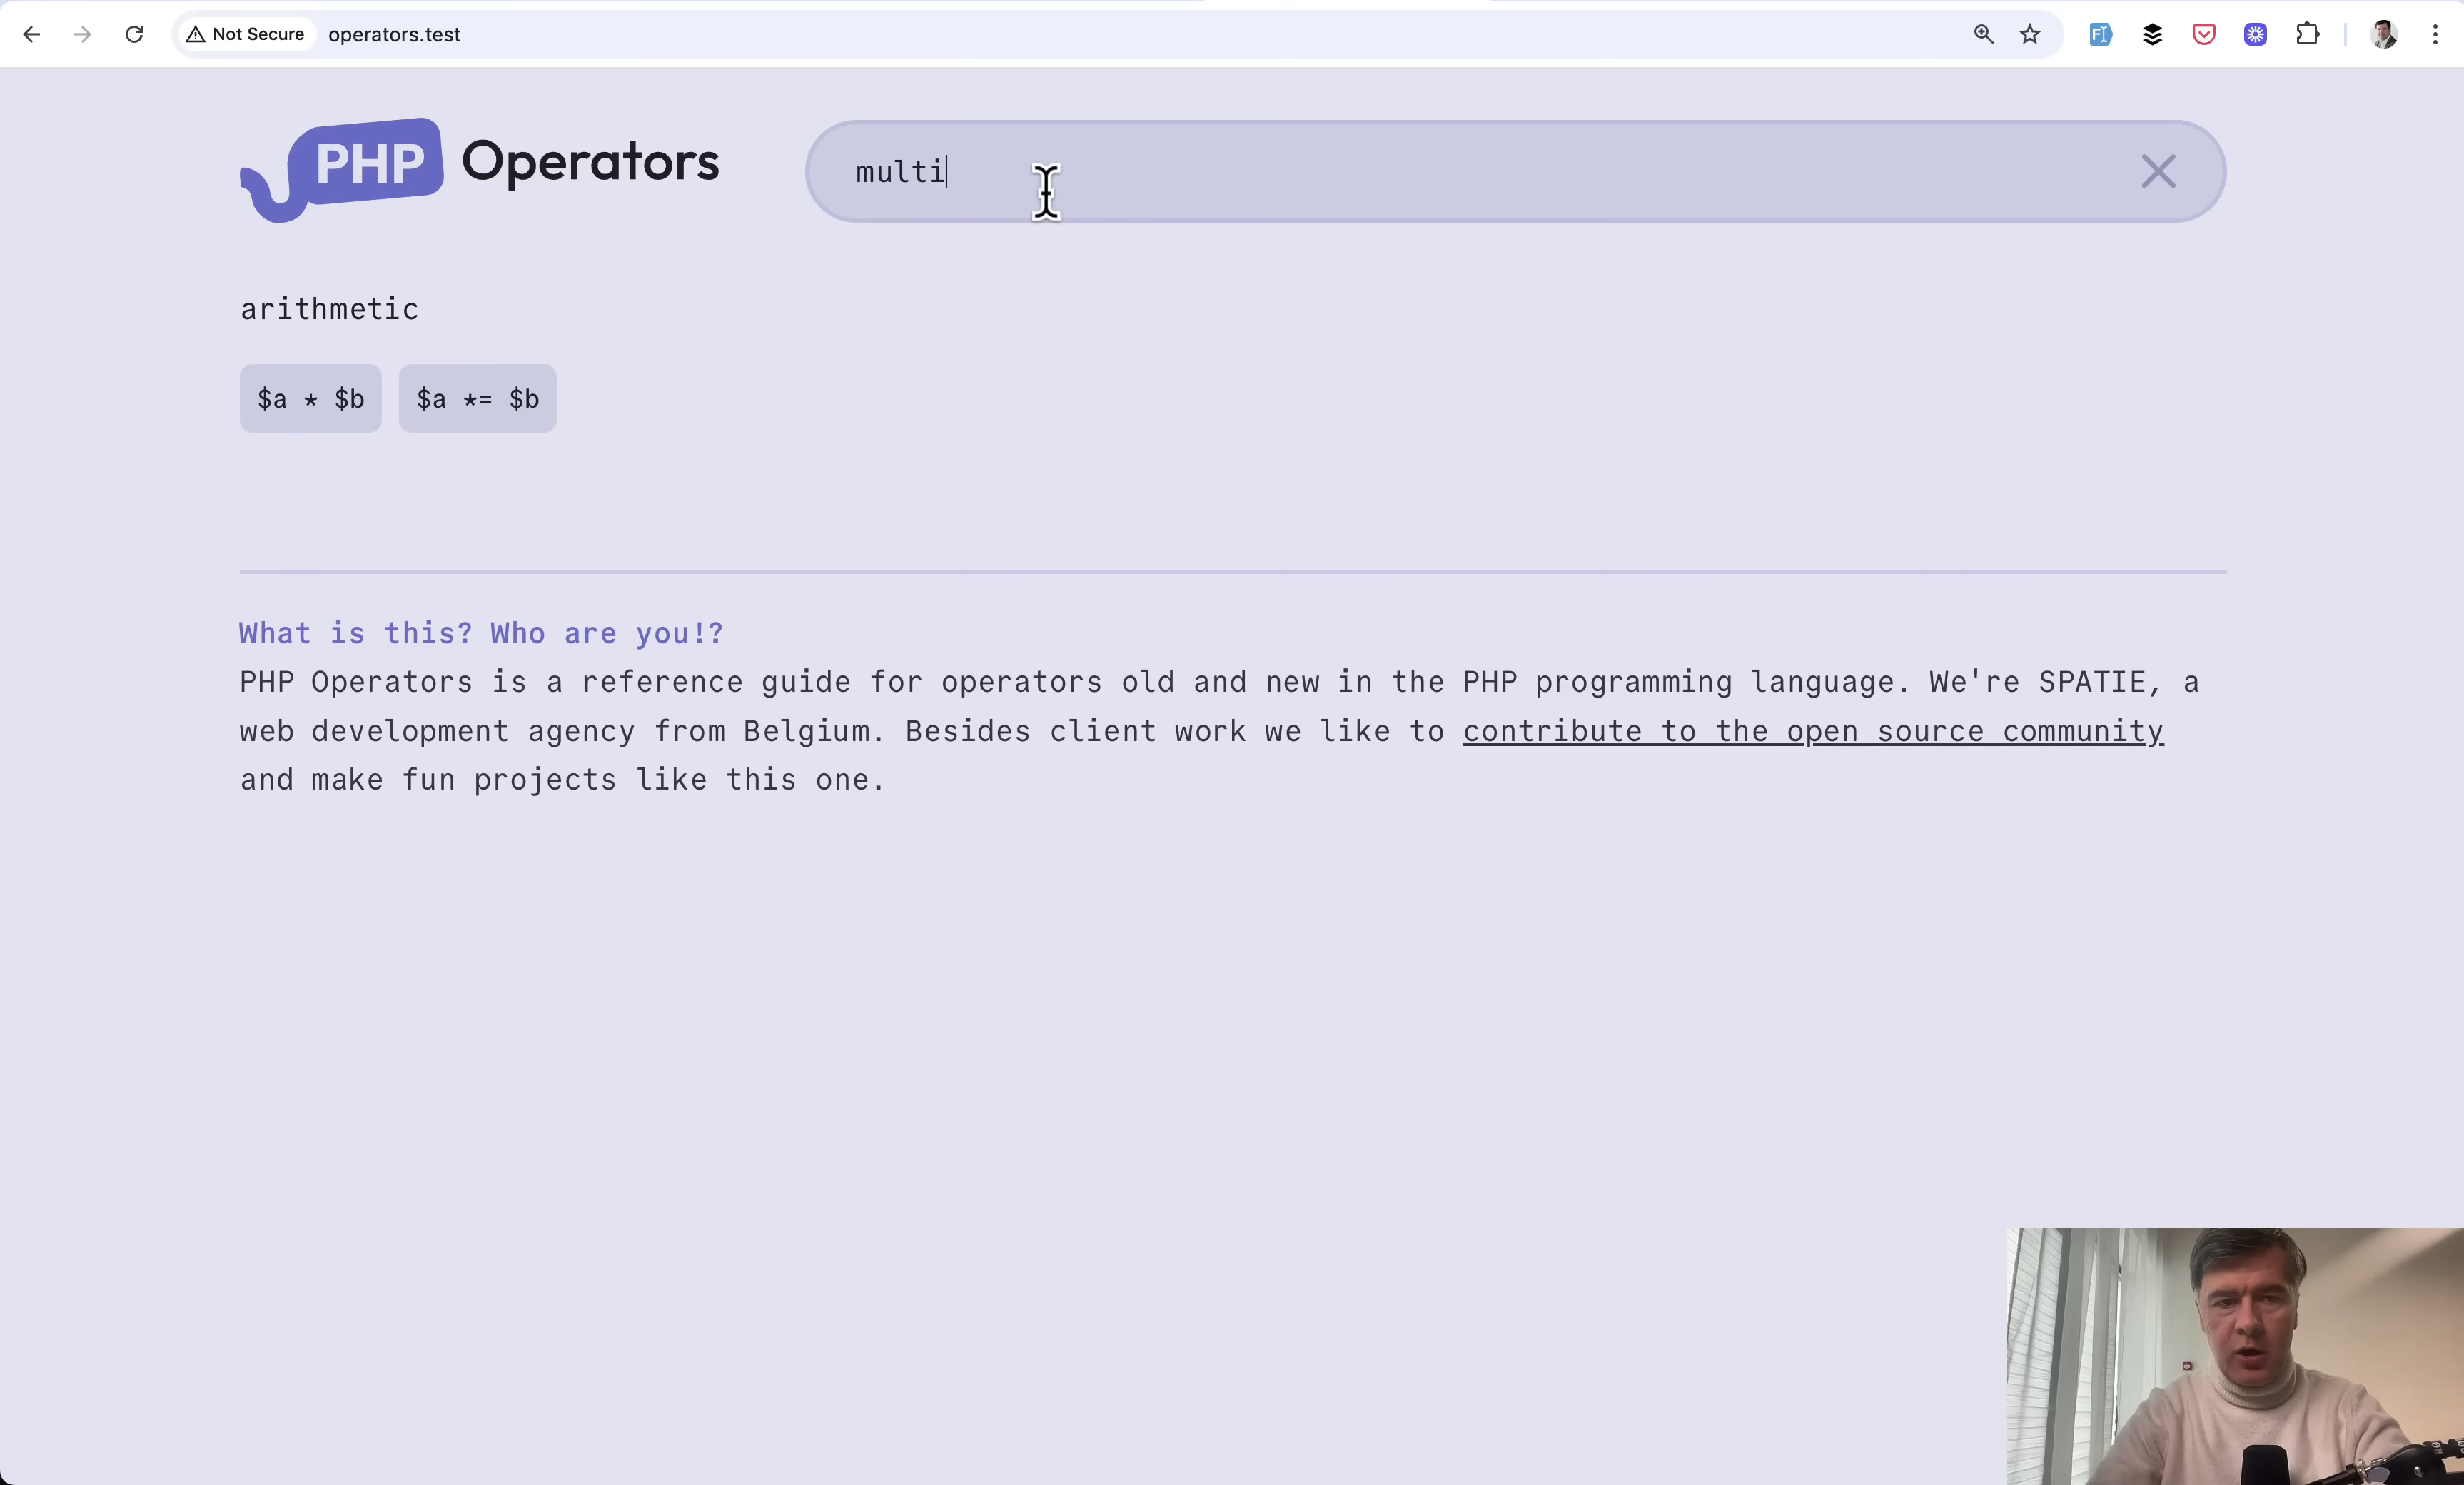 Not Secure operators.test
PHP Operators
multi
arithmetic
$a * $b $a *= $b
What is this? Who are you!?
PHP Operators is a reference guide for operators old and new in the PHP programming language. We're SPATIE, a
web development agency from Belgium. Besides client work we like to contribute to the open source community
and make fun projects like this one.